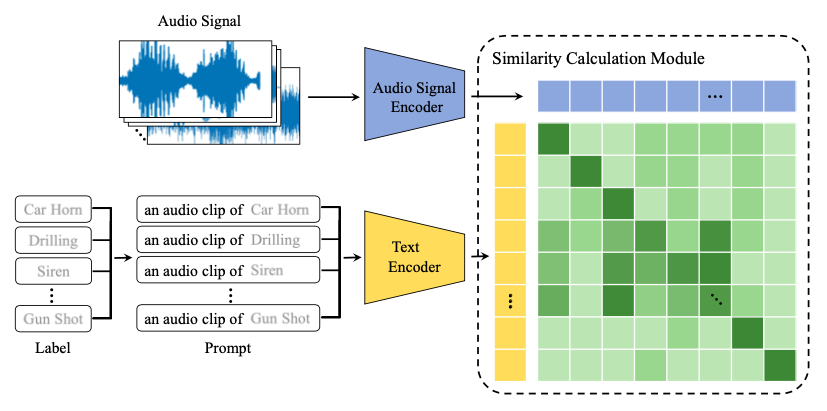 Audio Signal
Similarity Calculation Module
Audio Signal
Encoder
Car Horn
Drilling
Siren
Gun Shot
Label
an audio clip of Car Horn
an audio clip of Drilling
an audio clip of Siren
an audio clip of Gun Shot
Prompt
Text
Encoder